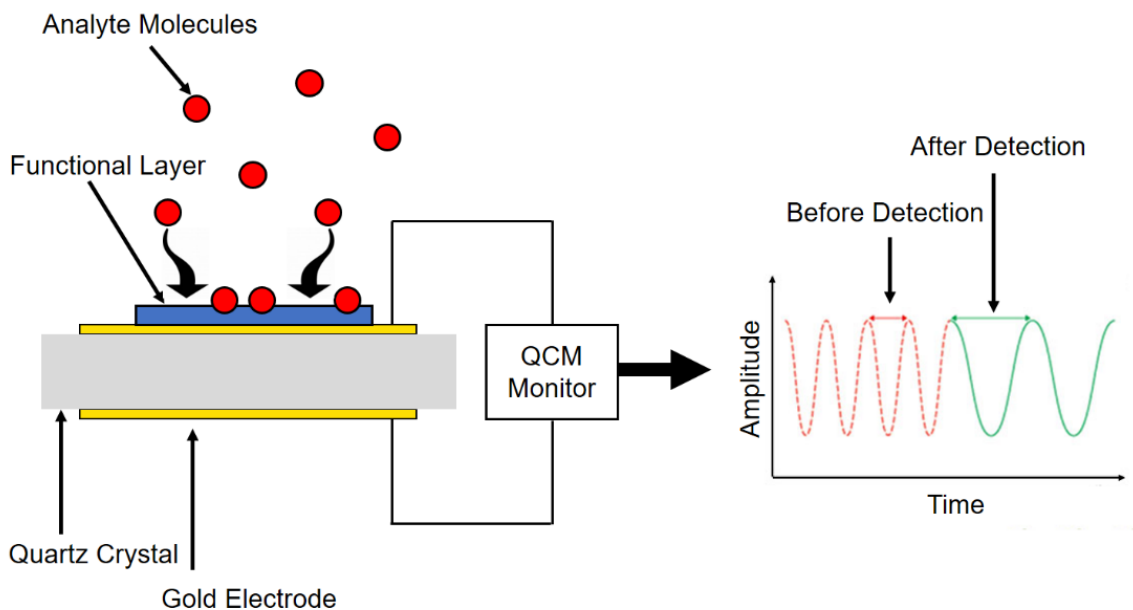 Analyte Molecules
Functional Layer
After Detection
Before Detection
QCM
Monitor
Amplitude
Time
Quartz Crystal
Gold Electrode